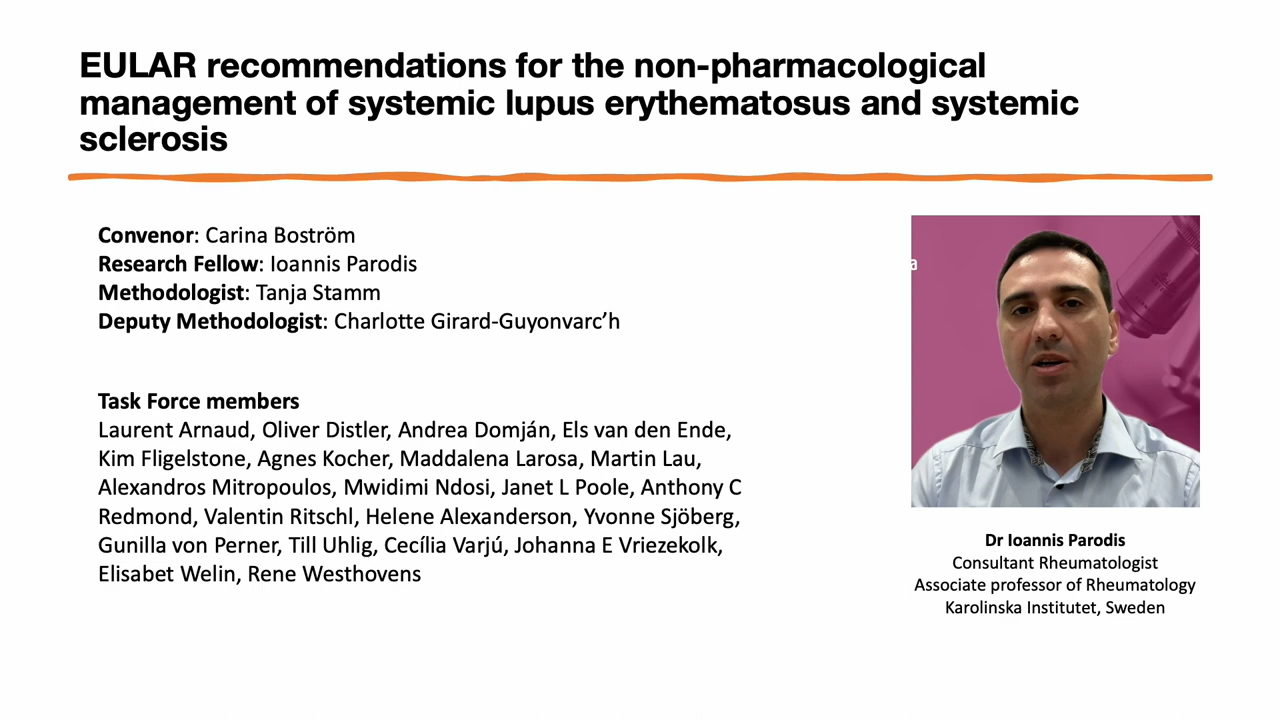 EULAR recommendations for the non-pharmacological
management of systemic lupus erythematosus and systemic
sclerosis
Convenor: Carina Boström
Research Fellow: Ioannis Parodis
Methodologist: Tanja Stamm
Deputy Methodologist: Charlotte Girard-Guyonvarc’h
Task Force members
Laurent Arnaud, Oliver Distler, Andrea Domján, Els van den Ende,
Kim Fligelstone, Agnes Kocher, Maddalena Larosa, Martin Lau,
Alexandros Mitropoulos, Mwidimi Ndosi, Janet L Poole, Anthony C
Redmond, Valentin Ritschl, Helene Alexanderson, Yvonne Sjöberg,
Gunilla von Perner, Till Uhlig, Cecília Varjú, Johanna E Vriezekolk,
Elisabet Welin, Rene Westhovens
a
Dr Ioannis Parodis
Consultant Rheumatologist
Associate professor of Rheumatology
Karolinska Institutet, Sweden